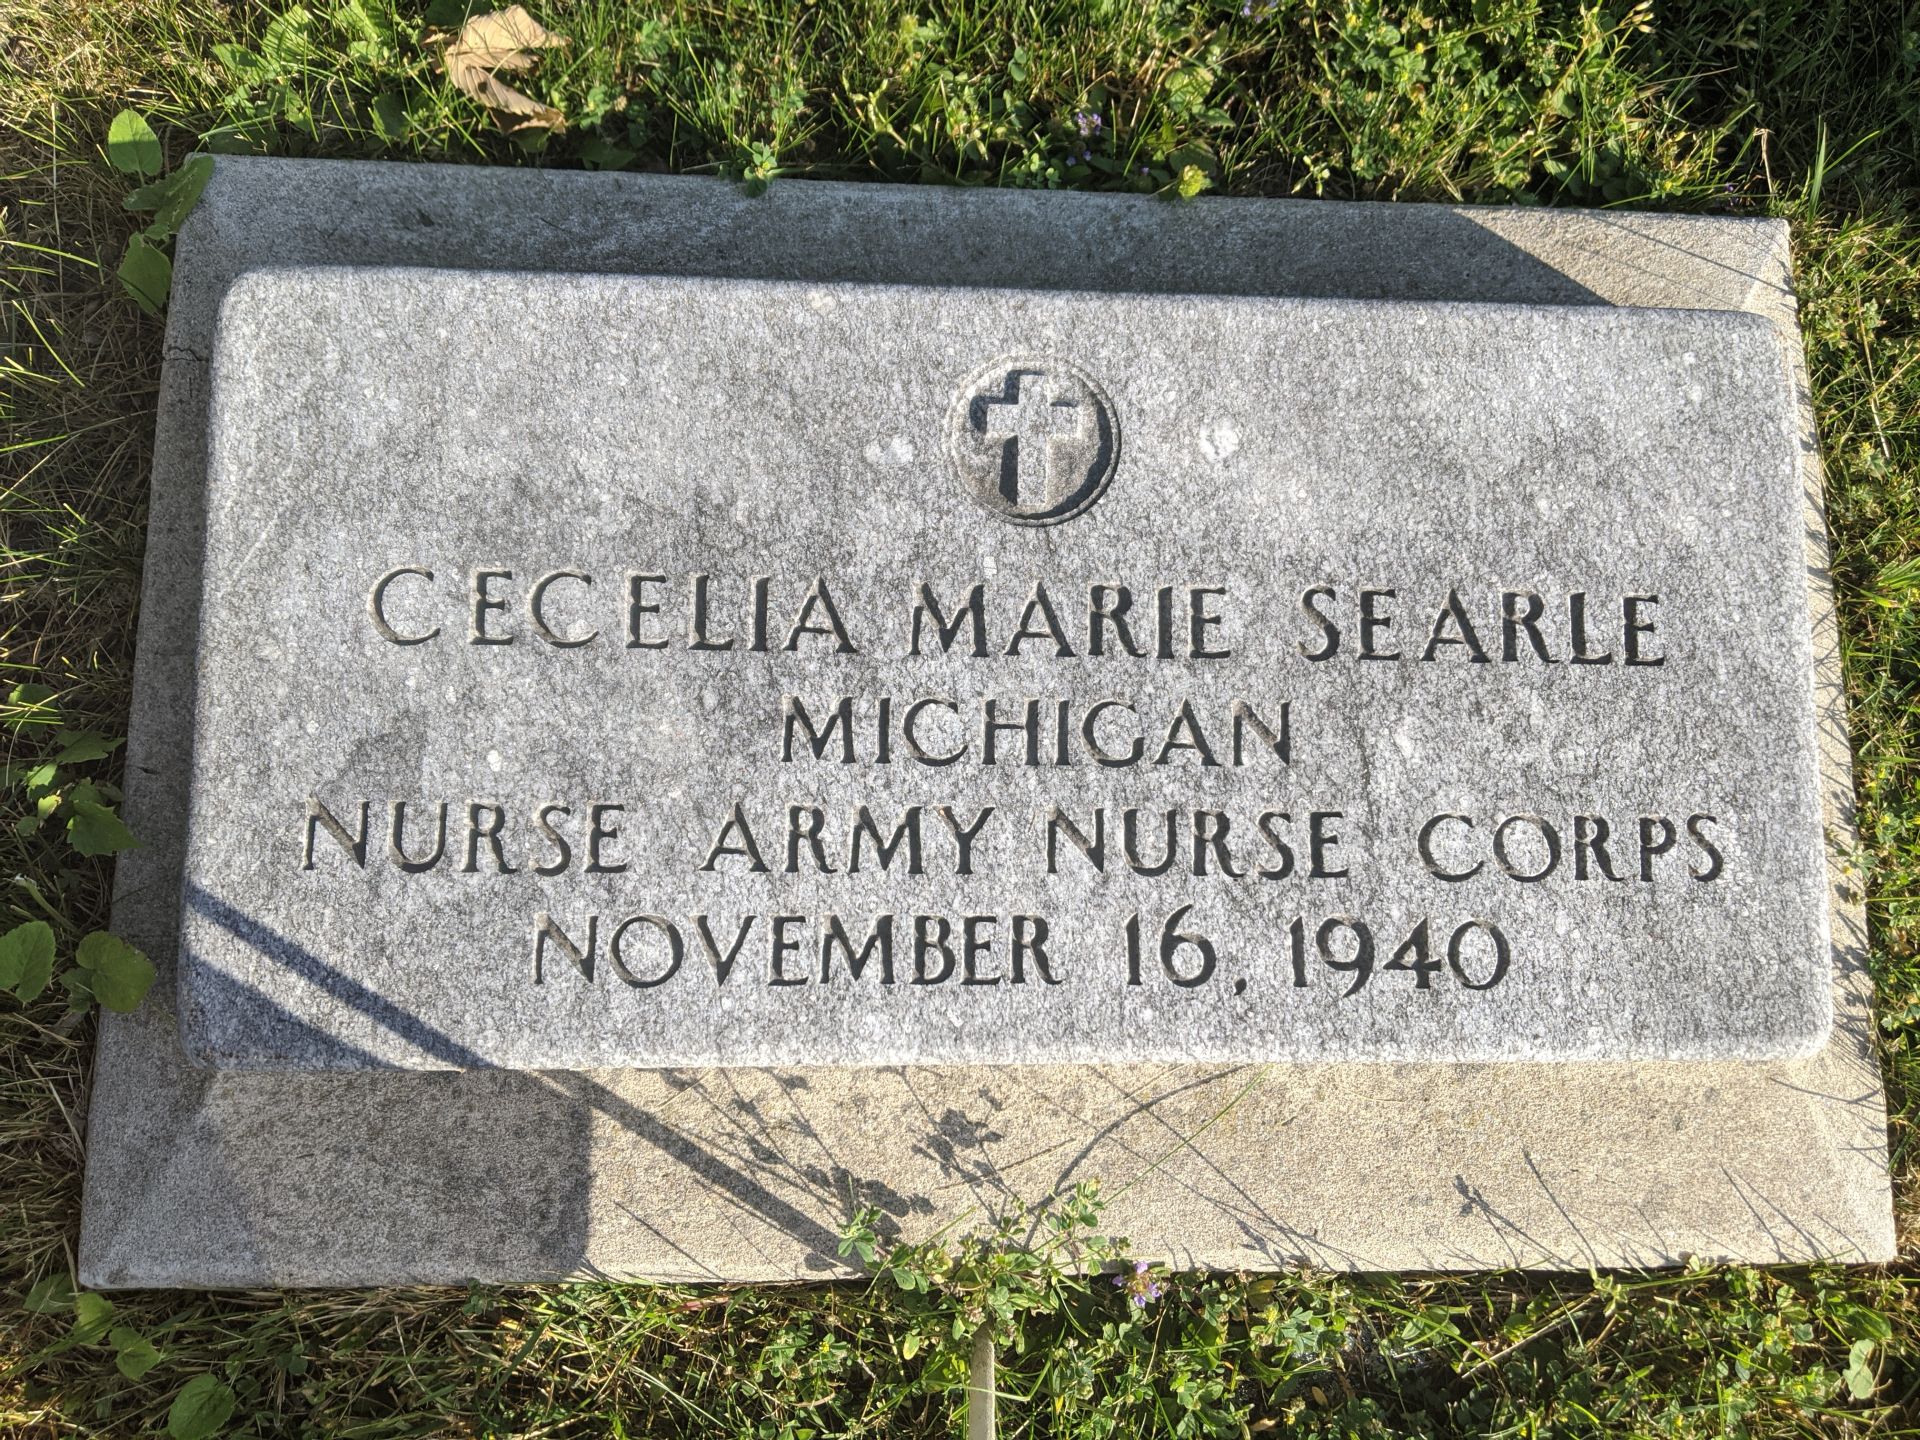 CECELIA MARIE SEARLE
MICHIGAN
NURSE ARMY NURSE CORPS
NOVEMBER 16, 1940